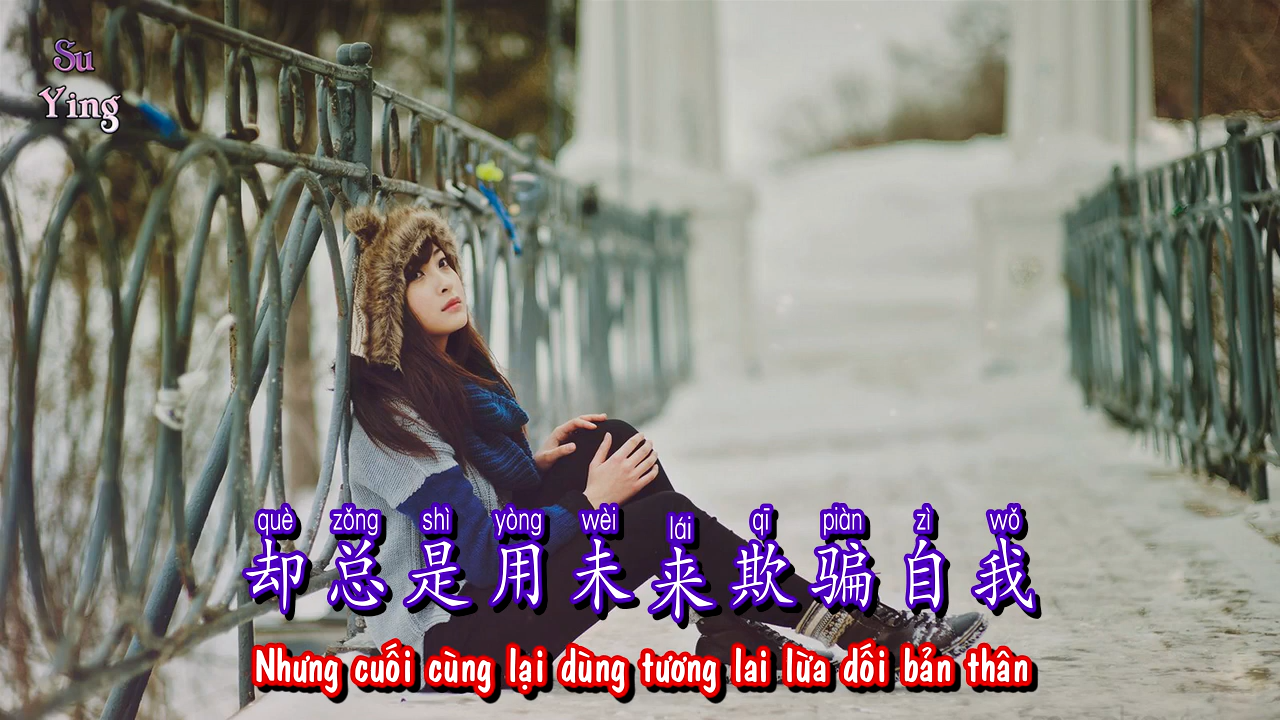 Su
Ying
què zǒng shì yòng wèi lái qī piàn zì wǒ
却总是用未来欺骗自我
Nhưng cuối cùng lại dùng tương lai lừa dối bản thân